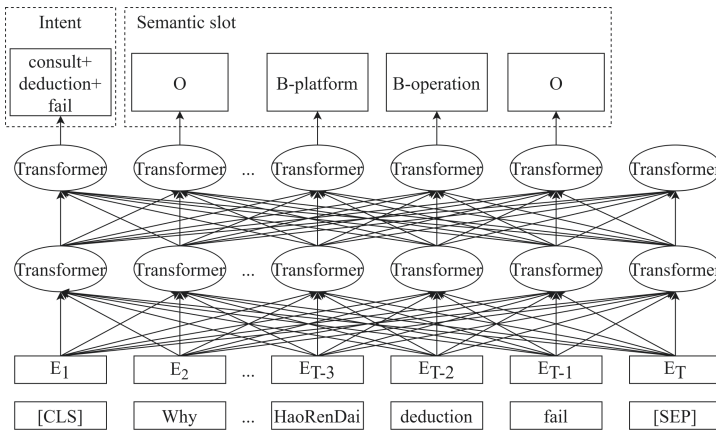 Intent Semantic slot
consult+
deduction+
fail
O B-platform B-operation O
Transformer Transformer ... Transformer Transformer Transformer Transformer
Transformer Transformer ... Transformer Transformer Transformer Transformer
E1 E2 ... ET-3 ET-2 ET-1 ET
[CLS] Why ... HaoRenDai deduction fail [SEP]